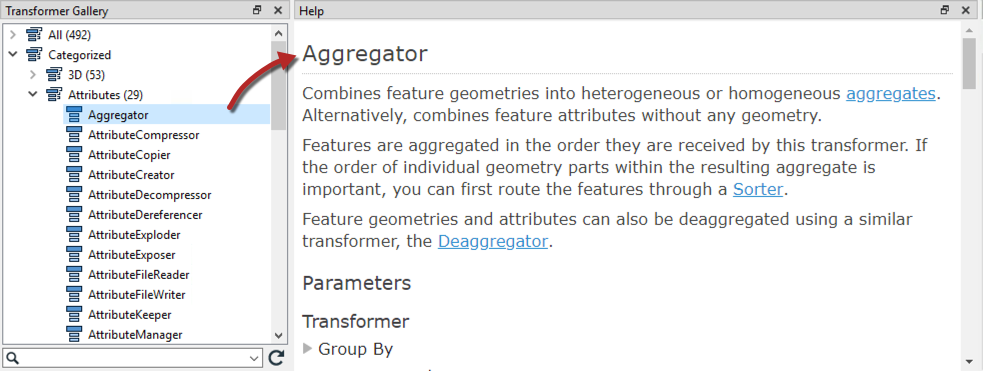 Transformer Gallery
All (492)
Categorized
3D (53)
Attributes (29)
Aggregator
AttributeCompressor
AttributeCopier
AttributeCreator
AttributeDecompressor
AttributeDereferencer
AttributeExploder
AttributeExposer
AttributeFileReader
AttributeFileWriter
AttributeKeeper
AttributeManager
Help
Aggregator
Combines feature geometries into heterogeneous or homogeneous aggregates.
Alternatively, combines feature attributes without any geometry.
Features are aggregated in the order they are received by this transformer. If
the order of individual geometry parts within the resulting aggregate is
important, you can first route the features through a Sorter.
Feature geometries and attributes can also be deaggregated using a similar
transformer, the Deaggregator.
Parameters
Transformer
Group By